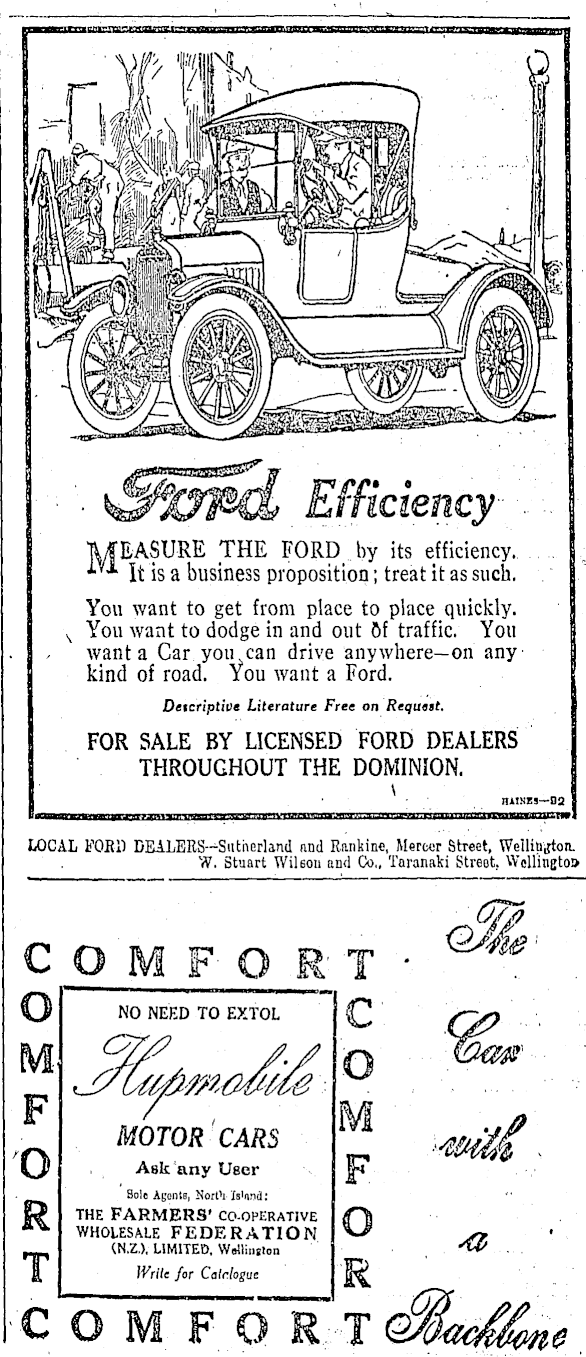 Ford Efficiency
MEASURE THE FORD by its efficiency.
It is a business proposition; treat it as such.
You want to get from place to place quickly.
You want to dodge in and out of traffic. You
want a Car you can drive anywhere—on any
kind of road. You want a Ford.
Descriptive Literature Free on Request.
FOR SALE BY LICENSED FORD DEALERS
THROUGHOUT THE DOMINION.
HAINES—D2
LOCAL FORD DEALERS—Sutherland and Rankine, Mercer Street, Wellington.
W. Stuart Wilson and Co., Taranaki Street, Wellington
COMFORT
COMFORT
COMFORT
COMFORT
NO NEED TO EXTOL
Hupmobile
MOTOR CARS
Ask any User
Sole Agents, North Island:
THE FARMERS' CO-OPERATIVE
WHOLESALE FEDERATION
(N.Z.), LIMITED, Wellington
Write for Catalogue
The
Car
with
a
Backbone